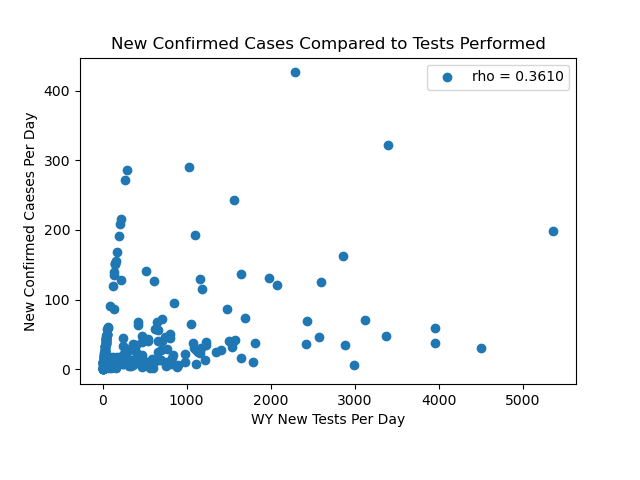 New Confirmed Cases Compared to Tests Performed
rho = 0.3610
New Confirmed Caeses Per Day
400
300
200
100
0
0 1000 2000 3000 4000 5000
WY New Tests Per Day